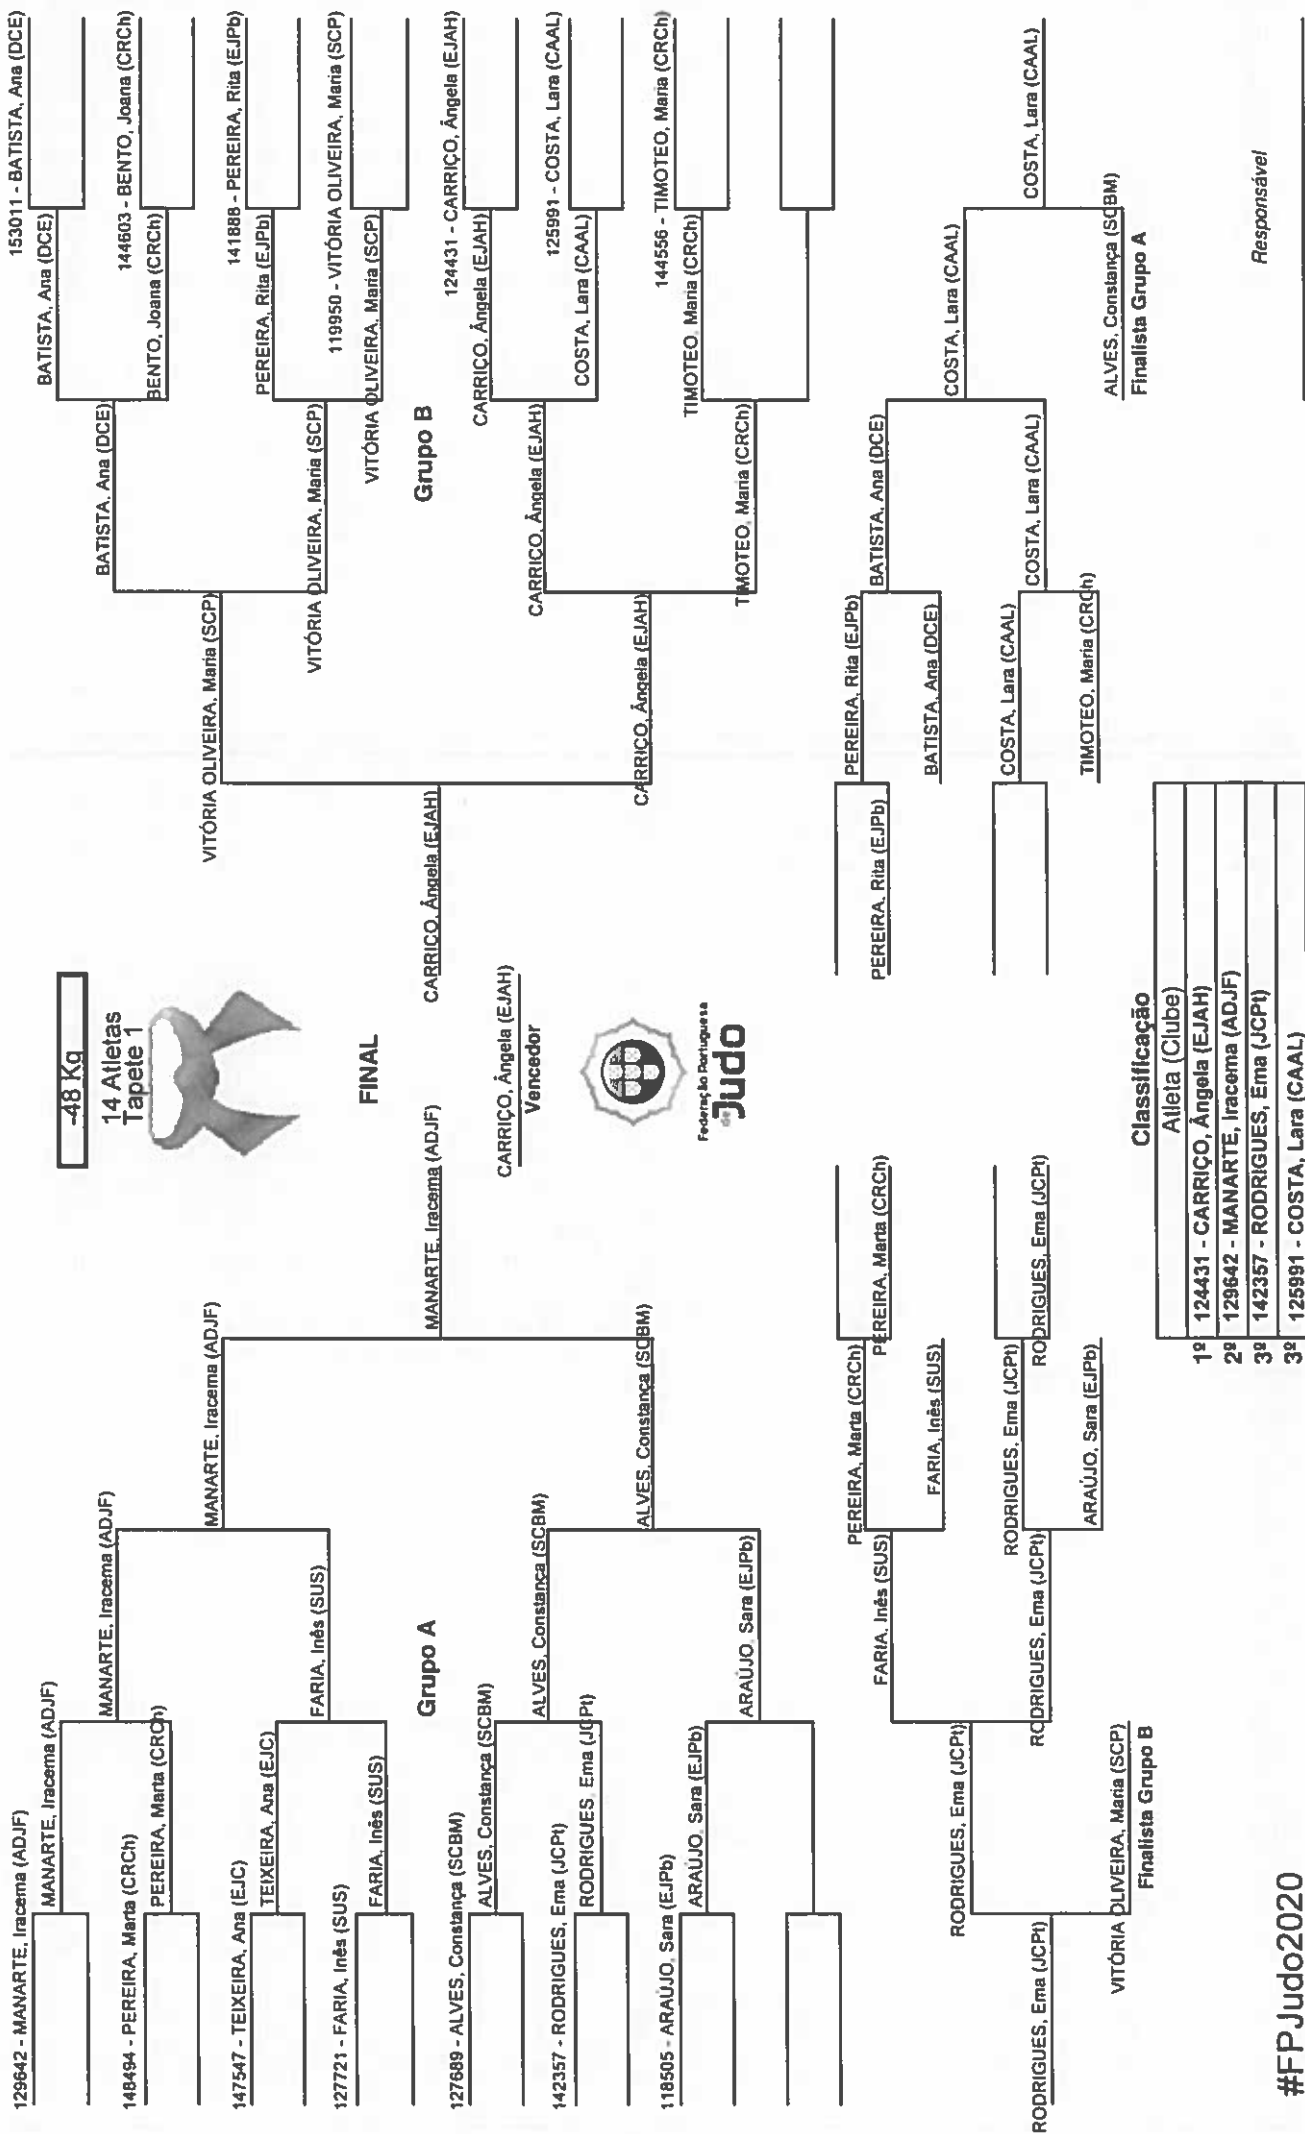 -48 Kg
14 Atletas
Tapete 1
129642 - MANARTE, Iracema (ADJF)
MANARTE, Iracema (ADJF)
148494 - PEREIRA, Marta (CRCh)
PEREIRA, Marta (CRCh)
147547 - TEIXEIRA, Ana (EJC)
TEIXEIRA, Ana (EJC)
127721 - FARIA, Inês (SUS)
FARIA, Inês (SUS)
127689 - ALVES, Constança (SCBM)
ALVES, Constança (SCBM)
142357 - RODRIGUES, Ema (JCPt)
RODRIGUES, Ema (JCPt)
118505 - ARAÚJO, Sara (EJPb)
ARAÚJO, Sara (EJPb)
MANARTE, Iracema (ADJF)
FARIA, Inês (SUS)
Grupo A
ALVES, Constança (SCBM)
ARAÚJO, Sara (EJPb)
MANARTE, Iracema (ADJF)
ALVES, Constança (SCBM)
MANARTE, Iracema (ADJF)
FINAL
CARRIÇO, Ângela (EJAH)
Vencedor
Federação Portuguesa
de Judo
CARRIÇO, Ângela (EJAH)
VITÓRIA OLIVEIRA, Maria (SCP)
CARRIÇO, Ângela (EJAH)
BATISTA, Ana (DCE)
VITÓRIA OLIVEIRA, Maria (SCP)
Grupo B
CARRIÇO, Ângela (EJAH)
TIMOTEO, Maria (CRCh)
153011 - BATISTA, Ana (DCE)
BATISTA, Ana (DCE)
144603 - BENTO, Joana (CRCh)
BENTO, Joana (CRCh)
141888 - PEREIRA, Rita (EJPb)
PEREIRA, Rita (EJPb)
119950 - VITÓRIA OLIVEIRA, Maria (SCP)
VITÓRIA OLIVEIRA, Maria (SCP)
124431 - CARRIÇO, Ângela (EJAH)
CARRIÇO, Ângela (EJAH)
125991 - COSTA, Lara (CAAL)
COSTA, Lara (CAAL)
144556 - TIMOTEO, Maria (CRCh)
TIMOTEO, Maria (CRCh)
PEREIRA, Marta (CRCh)
PEREIRA, Marta (CRCh)
FARIA, Inês (SUS)
FARIA, Inês (SUS)
RODRIGUES, Ema (JCPt)
RODRIGUES, Ema (JCPt)
ARAÚJO, Sara (EJPb)
RODRIGUES, Ema (JCPt)
RODRIGUES, Ema (JCPt)
VITÓRIA OLIVEIRA, Maria (SCP)
Finalista Grupo B
RODRIGUES, Ema (JCPt)
PEREIRA, Rita (EJPb)
PEREIRA, Rita (EJPb)
BATISTA, Ana (DCE)
BATISTA, Ana (DCE)
COSTA, Lara (CAAL)
TIMOTEO, Maria (CRCh)
COSTA, Lara (CAAL)
COSTA, Lara (CAAL)
ALVES, Constança (SCBM)
Finalista Grupo A
COSTA, Lara (CAAL)
Classificação
Atleta (Clube)
1º 124431 - CARRIÇO, Ângela (EJAH)
2º 129642 - MANARTE, Iracema (ADJF)
3º 142357 - RODRIGUES, Ema (JCPt)
3º 125991 - COSTA, Lara (CAAL)
Responsável
#FPJudo2020